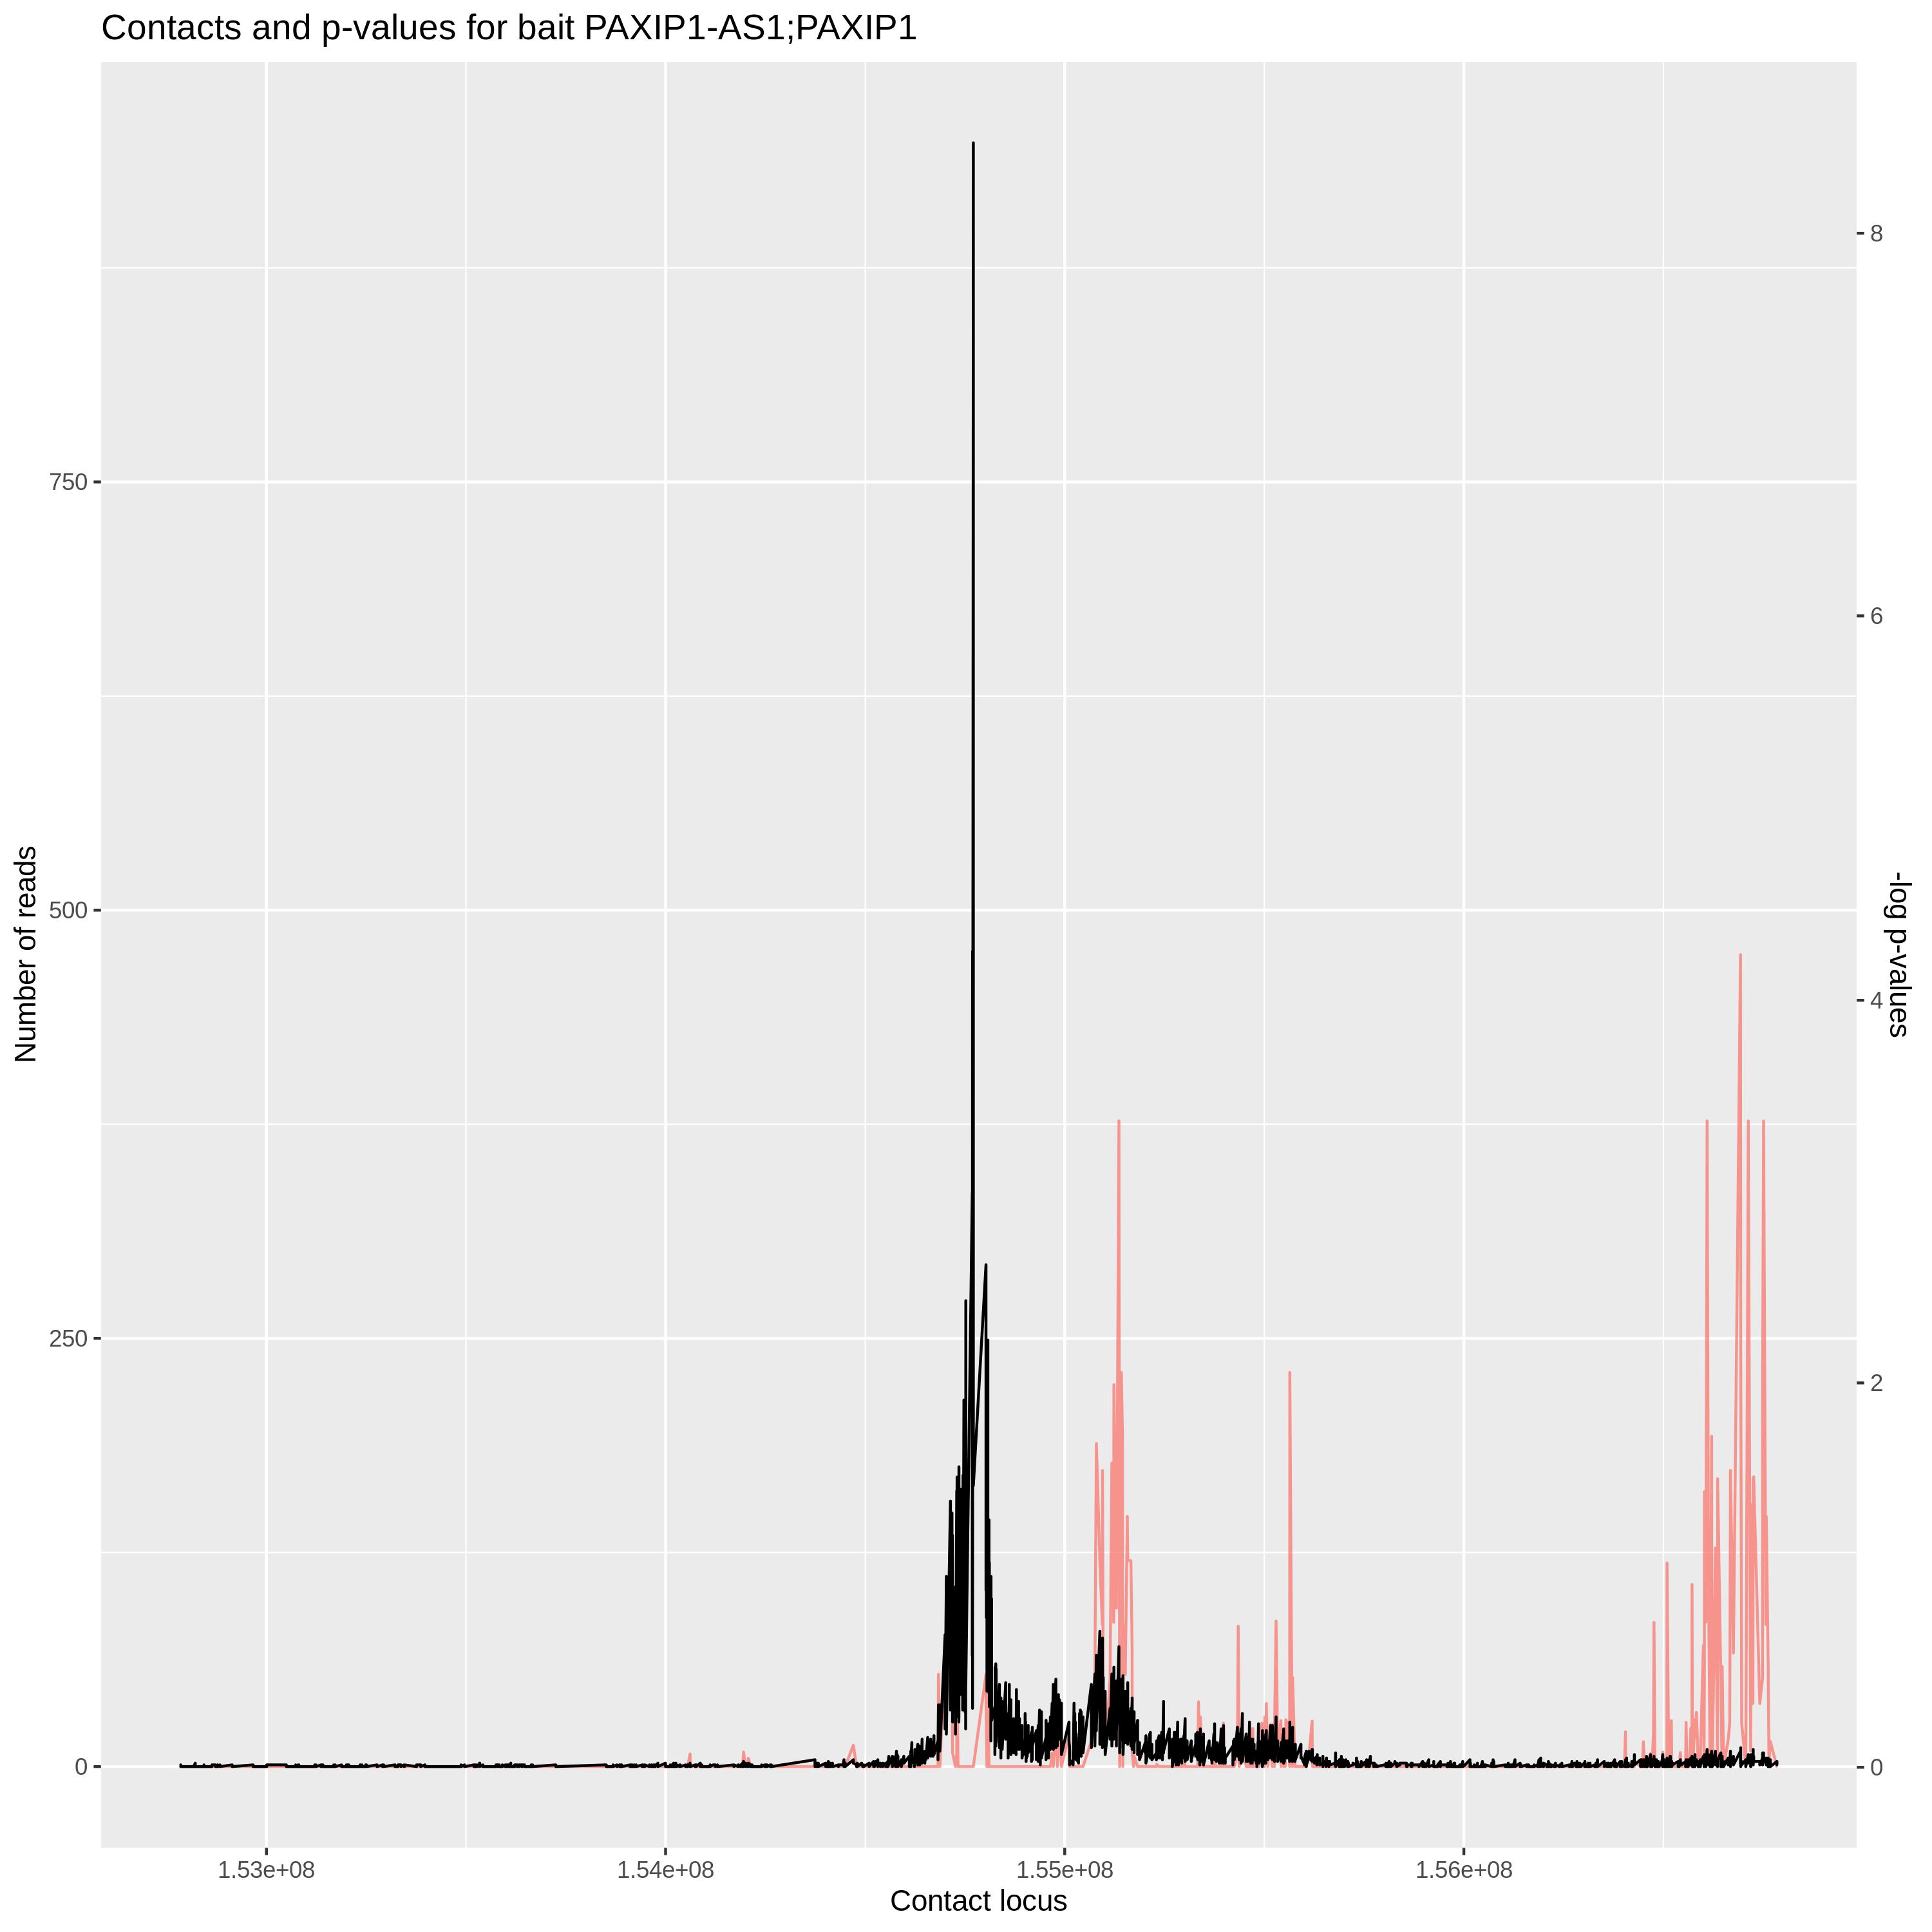 Contacts and p-values for bait PAXIP1-AS1;PAXIP1
8
750
6
Number of reads
500
-log p-values
4
250
2
0
0
1.53e+08 1.54e+08 1.55e+08 1.56e+08
Contact locus